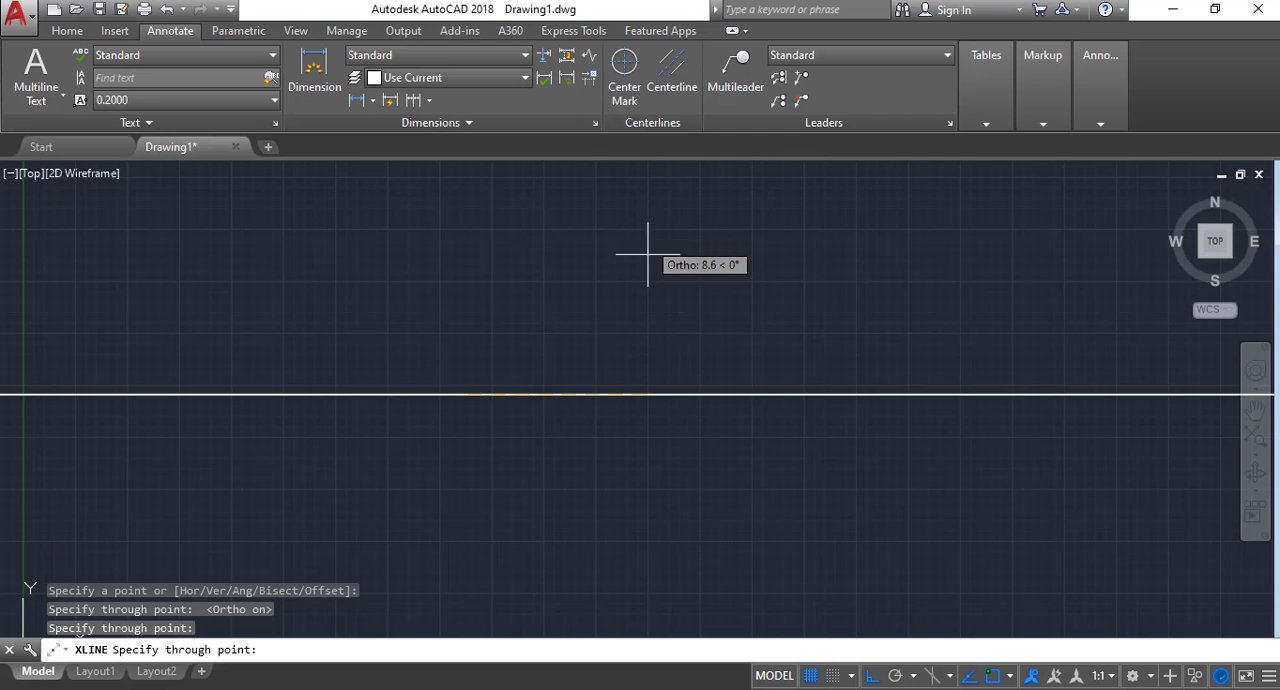 Autodesk AutoCAD 2018 Drawing1.dwg
Type a keyword or phrase
Sign In
Home Insert Annotate Parametric View Manage Output Add-ins A360 Express Tools Featured Apps
A
Multiline
Text
ABC
Standard
Find text
0.2000
Text
Dimension
Standard
Use Current
Dimensions
Center
Mark
Centerline
Centerlines
Multileader
Standard
Leaders
Tables
Markup
Anno...
Start
Drawing1*
[−][Top][2D Wireframe]
N
W TOP E
S
WCS
Ortho: 8.6 < 0°
Y
Specify a point or [Hor/Ver/Ang/Bisect/Offset]:
Specify through point: <Ortho on>
Specify through point:
XLINE Specify through point:
Model Layout1 Layout2 +
MODEL
1:1